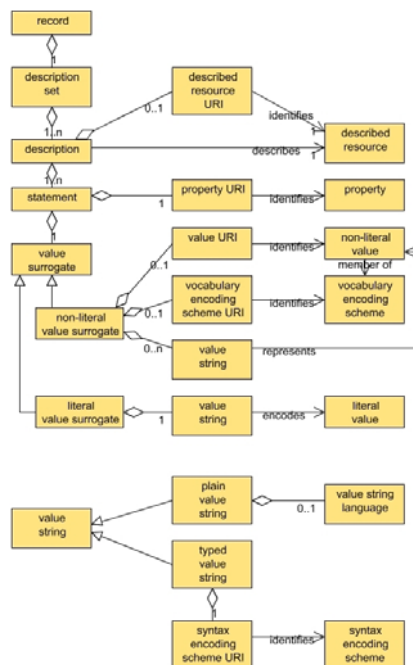 record
1
description
set
1..n
description
0..1
described
resource
URI
identifies
1
described
resource
describes
1
1..n
statement
1
property URI
identifies
property
1
value
surrogate
value URI
identifies
non-literal
value
0..1
member of
non-literal
value surrogate
0..1
vocabulary
encoding
scheme URI
identifies
vocabulary
encoding
scheme
0..n
value
string
represents
literal
value surrogate
1
value
string
encodes
literal
value
value
string
plain
value
string
0..1
value string
language
typed
value
string
1
syntax
encoding
scheme URI
identifies
syntax
encoding
scheme